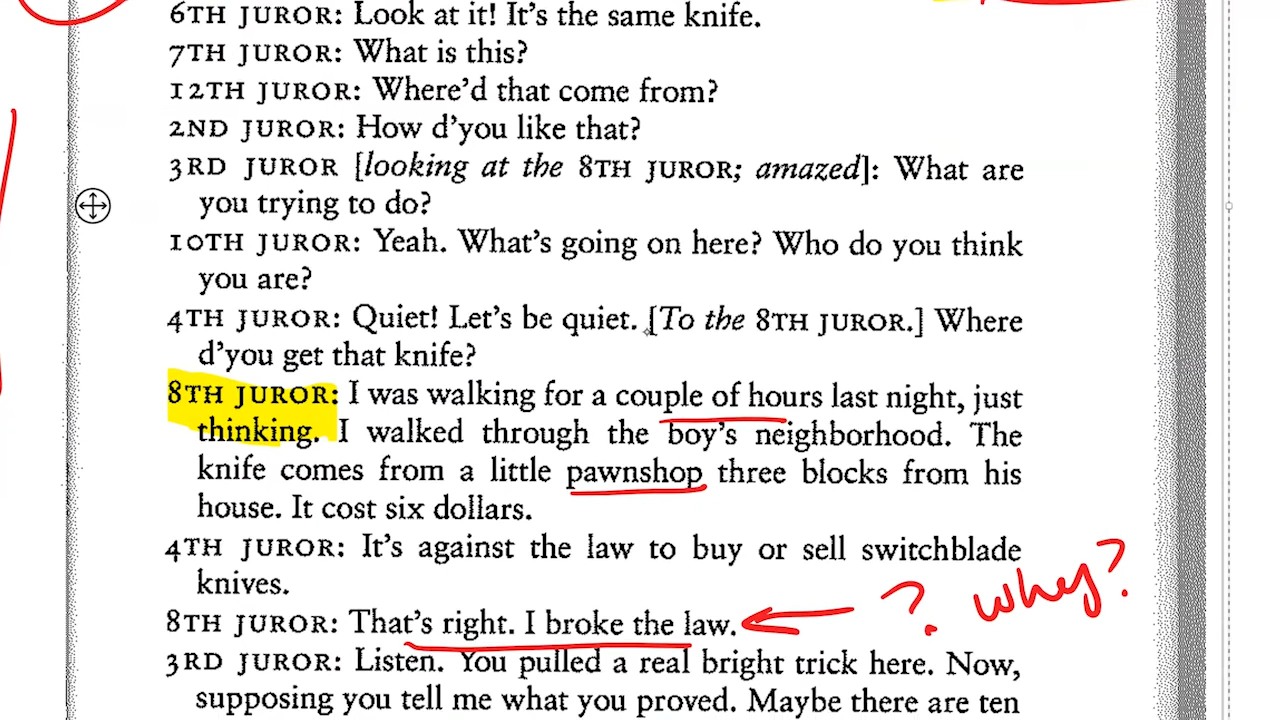 6TH JUROR: Look at it! It's the same knife.
7TH JUROR: What is this?
12TH JUROR: Where'd that come from?
2ND JUROR: How d'you like that?
3RD JUROR [looking at the 8TH JUROR; amazed]: What are
you trying to do?
10TH JUROR: Yeah. What's going on here? Who do you think
you are?
4TH JUROR: Quiet! Let's be quiet. [To the 8TH JUROR.] Where
d'you get that knife?
8TH JUROR: I was walking for a couple of hours last night, just
thinking. I walked through the boy's neighborhood. The
knife comes from a little pawnshop three blocks from his
house. It cost six dollars.
4TH JUROR: It's against the law to buy or sell switchblade
knives.
8TH JUROR: That's right. I broke the law. ? why?
3RD JUROR: Listen. You pulled a real bright trick here. Now,
supposing you tell me what you proved. Maybe there are ten